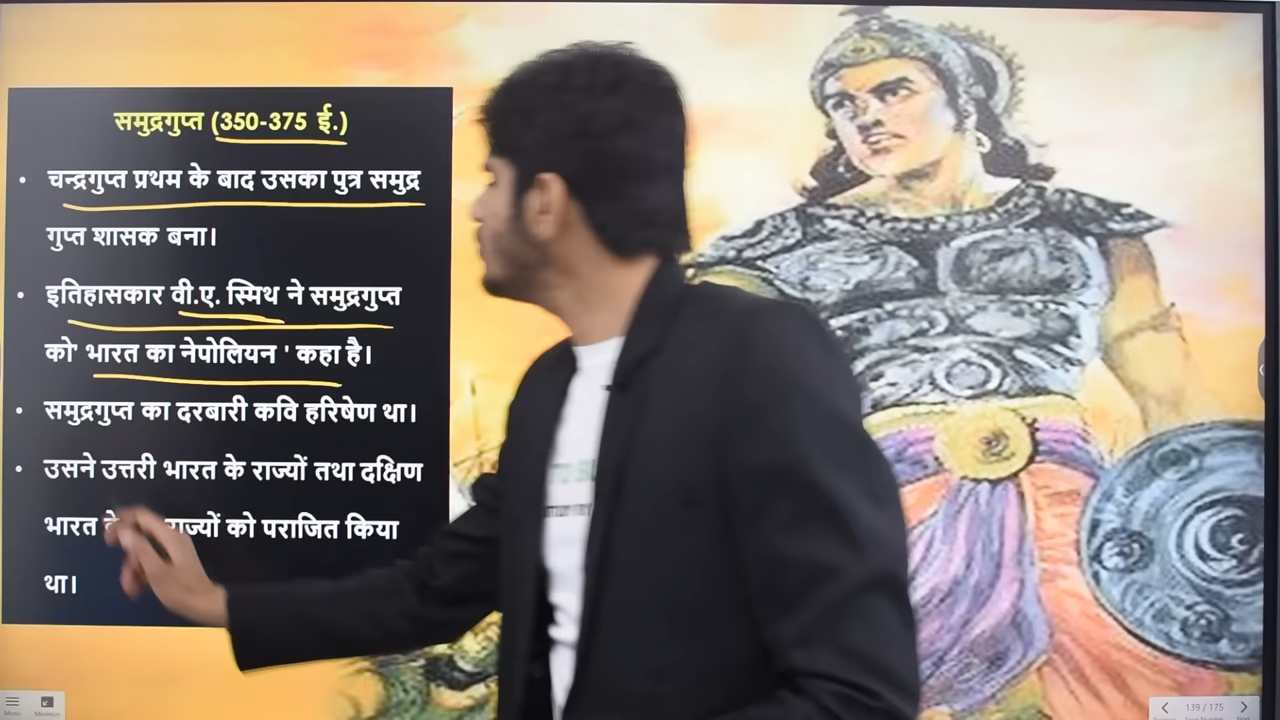 समुद्रगुप्त (350-375 ई.)
• चन्द्रगुप्त प्रथम के बाद उसका पुत्र समुद्र
गुप्त शासक बना।
• इतिहासकार वी.ए. स्मिथ ने समुद्रगुप्त
को' भारत का नेपोलियन ' कहा है।
• समुद्रगुप्त का दरबारी कवि हरिषेण था।
• उसने उत्तरी भारत के राज्यों तथा दक्षिण
भारत राज्यों को पराजित किया
था।
139 / 175